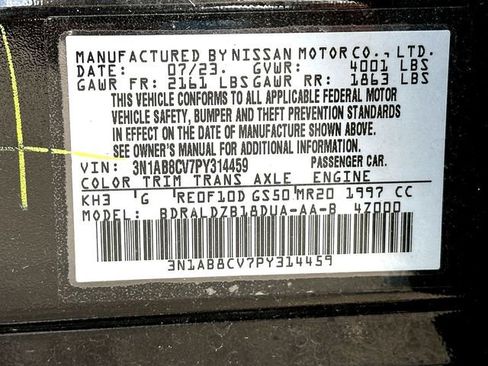 MANUFACTURED BY NISSAN MOTOR CO., LTD.
DATE: 07/23. GVWR: 4001 LBS
GAWR FR: 2161 LBS GAWR RR: 1863 LBS
THIS VEHICLE CONFORMS TO ALL APPLICABLE FEDERAL MOTOR
VEHICLE SAFETY, BUMPER AND THEFT PREVENTION STANDARDS
IN EFFECT ON THE DATE OF MANUFACTURE SHOWN ABOVE.
SEE OWNER'S MANUAL FOR ADDITIONAL INFORMATION.
VIN: 3N1AB8CV7PY314459 PASSENGER CAR.
COLOR TRIM TRANS AXLE ENGINE
KH3 G RE0F10D GS50 MR20 1997 CC
MODEL: BDRALDZB18DUA-AA-B 4Z000
3N1AB8CV7PY314459